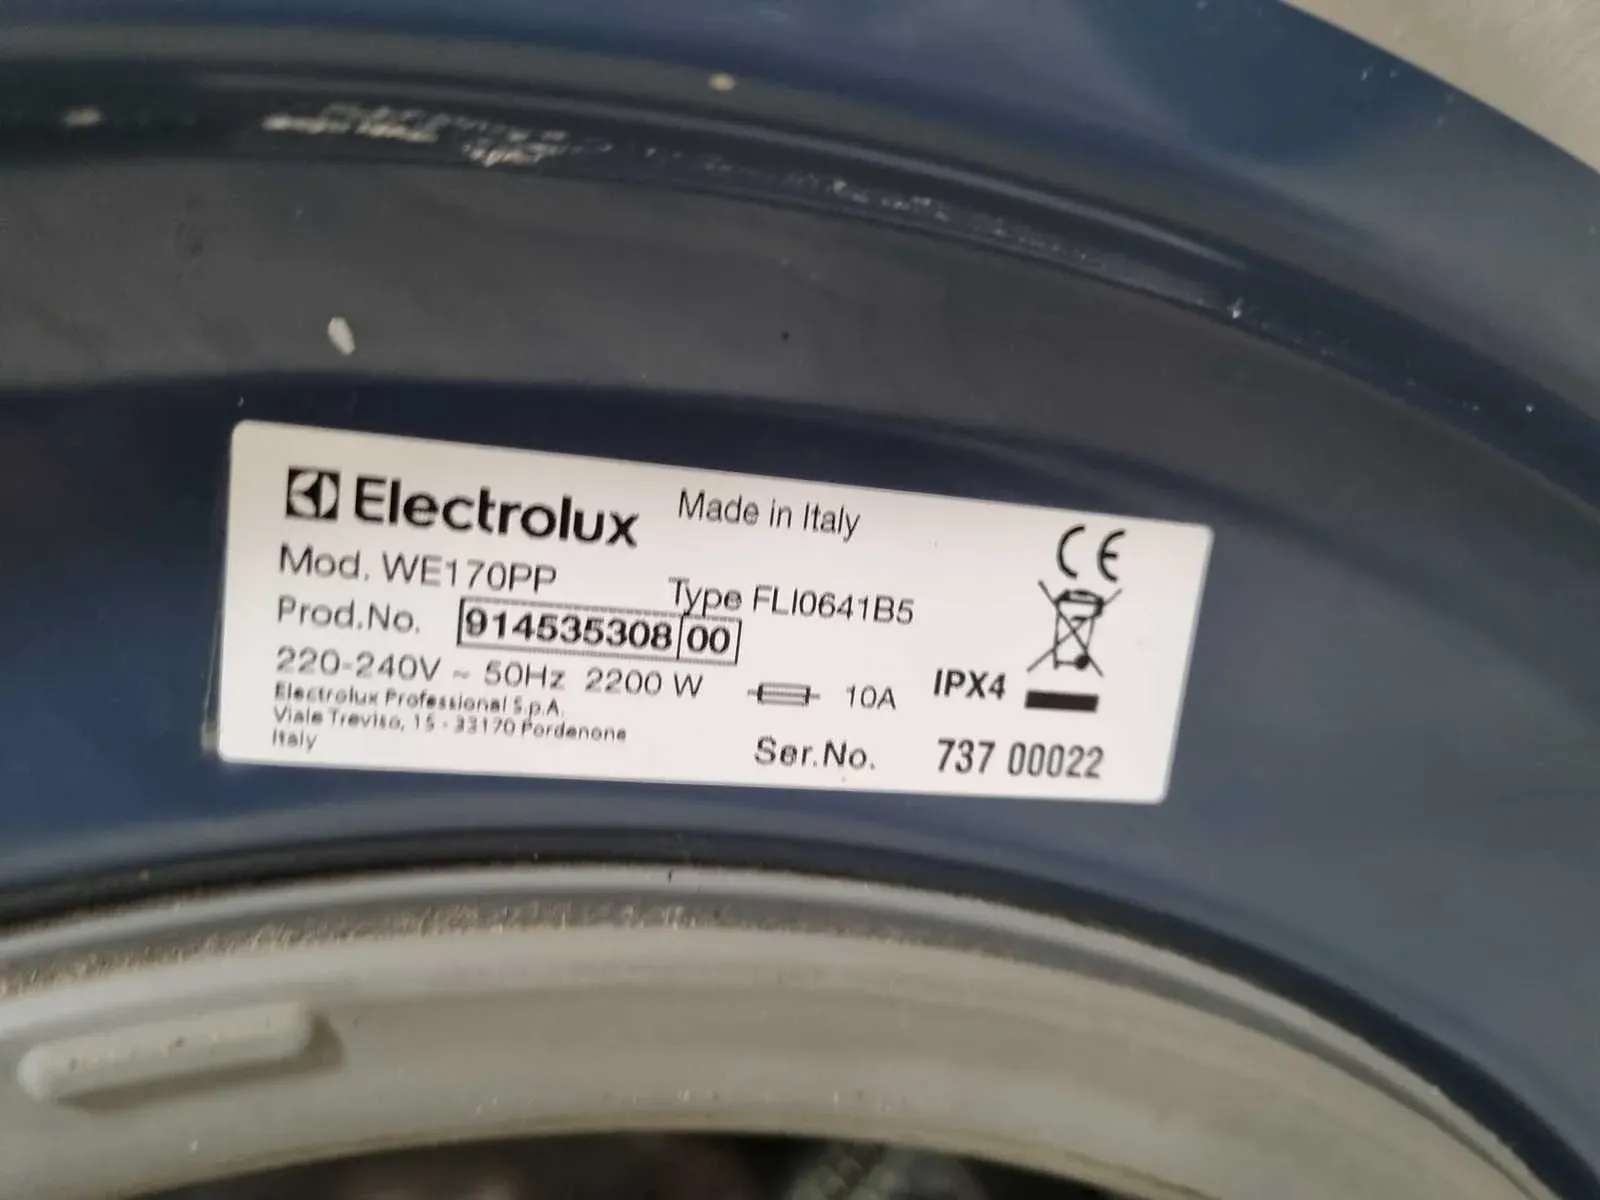 Electrolux Made in Italy
CE
Mod. WE170PP Type FLI0641B5
Prod.No. 914535308 00
220-240V ~ 50Hz 2200 W 10A IPX4
Electrolux Professional S.p.A.
Viale Treviso, 15 - 33170 Pordenone
Italy
Ser.No. 737 00022